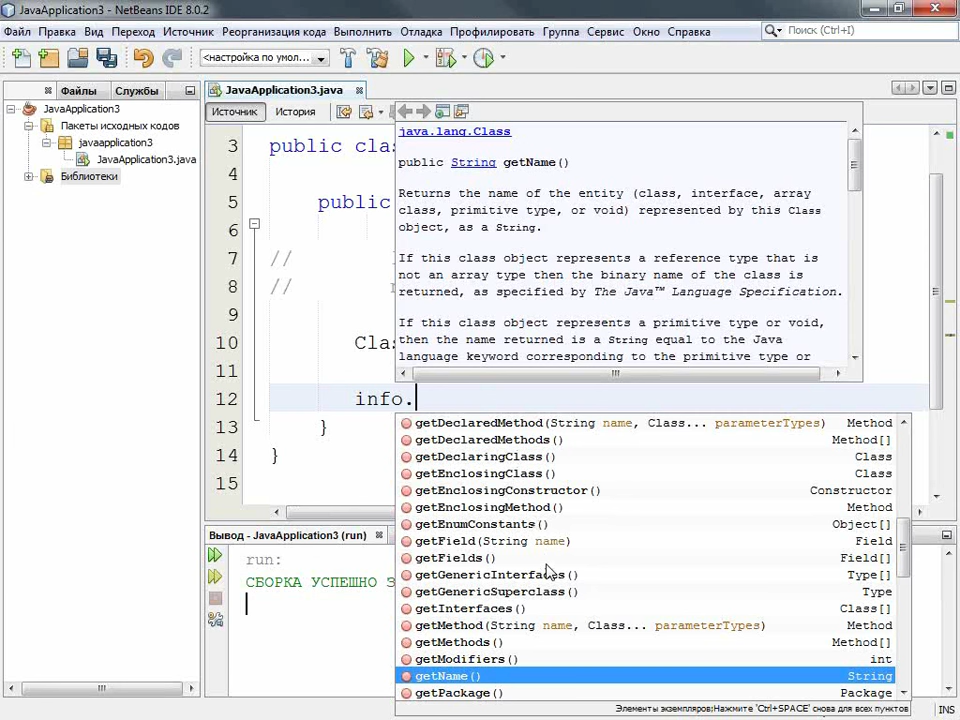 JavaApplication3 - NetBeans IDE 8.0.2
Файл Правка Вид Переход Источник Реорганизация кода Выполнить Отладка Профилировать Группа Сервис Окно Справка
Поиск (Ctrl+I)
<настройка по умол...
Файлы Службы
JavaApplication3.java
JavaApplication3
Пакеты исходных кодов
javaapplication3
JavaApplication3.java
Библиотеки
Источник История
3 public clas
4
5 public
6
7 //
8 //
9
10 Clas
11
12 info.
13 }
14 }
15
java.lang.Class
public String getName()
Returns the name of the entity (class, interface, array
class, primitive type, or void) represented by this Class
object, as a String.
If this class object represents a reference type that is
not an array type then the binary name of the class is
returned, as specified by The Java™ Language Specification.
If this class object represents a primitive type or void,
then the name returned is a String equal to the Java
language keyword corresponding to the primitive type or
getDeclaredMethod(String name, Class... parameterTypes) Method
getDeclaredMethods() Method[]
getDeclaringClass() Class
getEnclosingClass() Class
getEnclosingConstructor() Constructor
getEnclosingMethod() Method
getEnumConstants() Object[]
getField(String name) Field
getFields() Field[]
getGenericInterfaces() Type[]
getGenericSuperclass() Type
getInterfaces() Class[]
getMethod(String name, Class... parameterTypes) Method
getMethods() Method[]
getModifiers() int
getName() String
getPackage() Package
Элементы экземпляров;Нажмите 'Ctrl+SPACE' снова для всех пунктов
Вывод - JavaApplication3 (run)
run:
СБОРКА УСПЕШНО З
INS